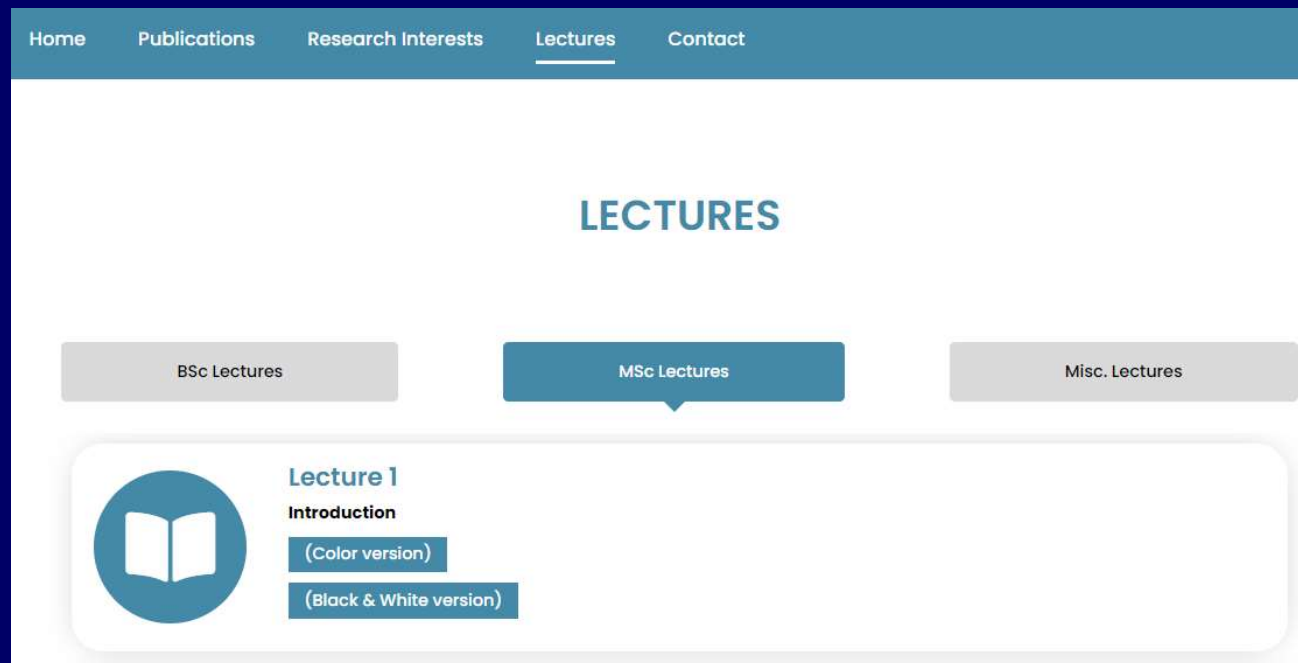 Home Publications Research Interests Lectures Contact
LECTURES
BSc Lectures MSc Lectures Misc. Lectures
Lecture 1
Introduction
(Color version)
(Black & White version)